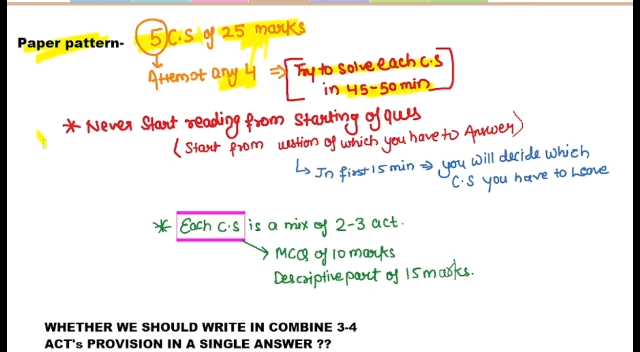 Paper pattern- 5 C.S of 25 marks
Attempt any 4 ⇒ [Try to solve each C.S
in 45-50 min]
* Never Start reading from Starting of ques
(Start from uestion of which you have to Answer)
↳ In first 15 min ⇒ you will decide which
C.S you have to Leave
* Each C.S is a mix of 2-3 act.
→ MCQ of 10 marks
Descriptive part of 15 marks.
WHETHER WE SHOULD WRITE IN COMBINE 3-4
ACT's PROVISION IN A SINGLE ANSWER ??